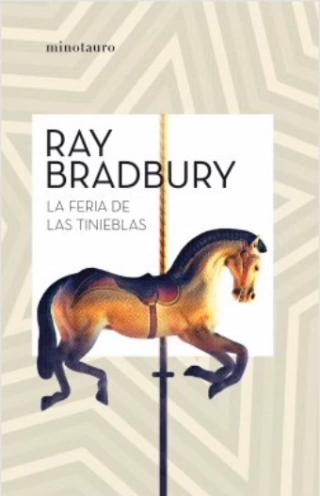 minotauro
RAY
BRADBURY
LA FERIA DE
LAS TINIEBLAS